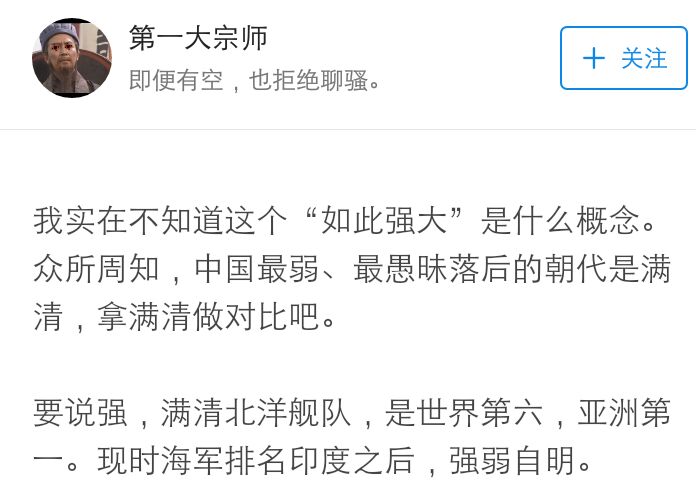 第一大宗师
即便有空，也拒绝聊骚。
+ 关注
我实在不知道这个“如此强大”是什么概念。
众所周知，中国最弱、最愚昧落后的朝代是满
清，拿满清做对比吧。
要说强，满清北洋舰队，是世界第六，亚洲第
一。现时海军排名印度之后，强弱自明。